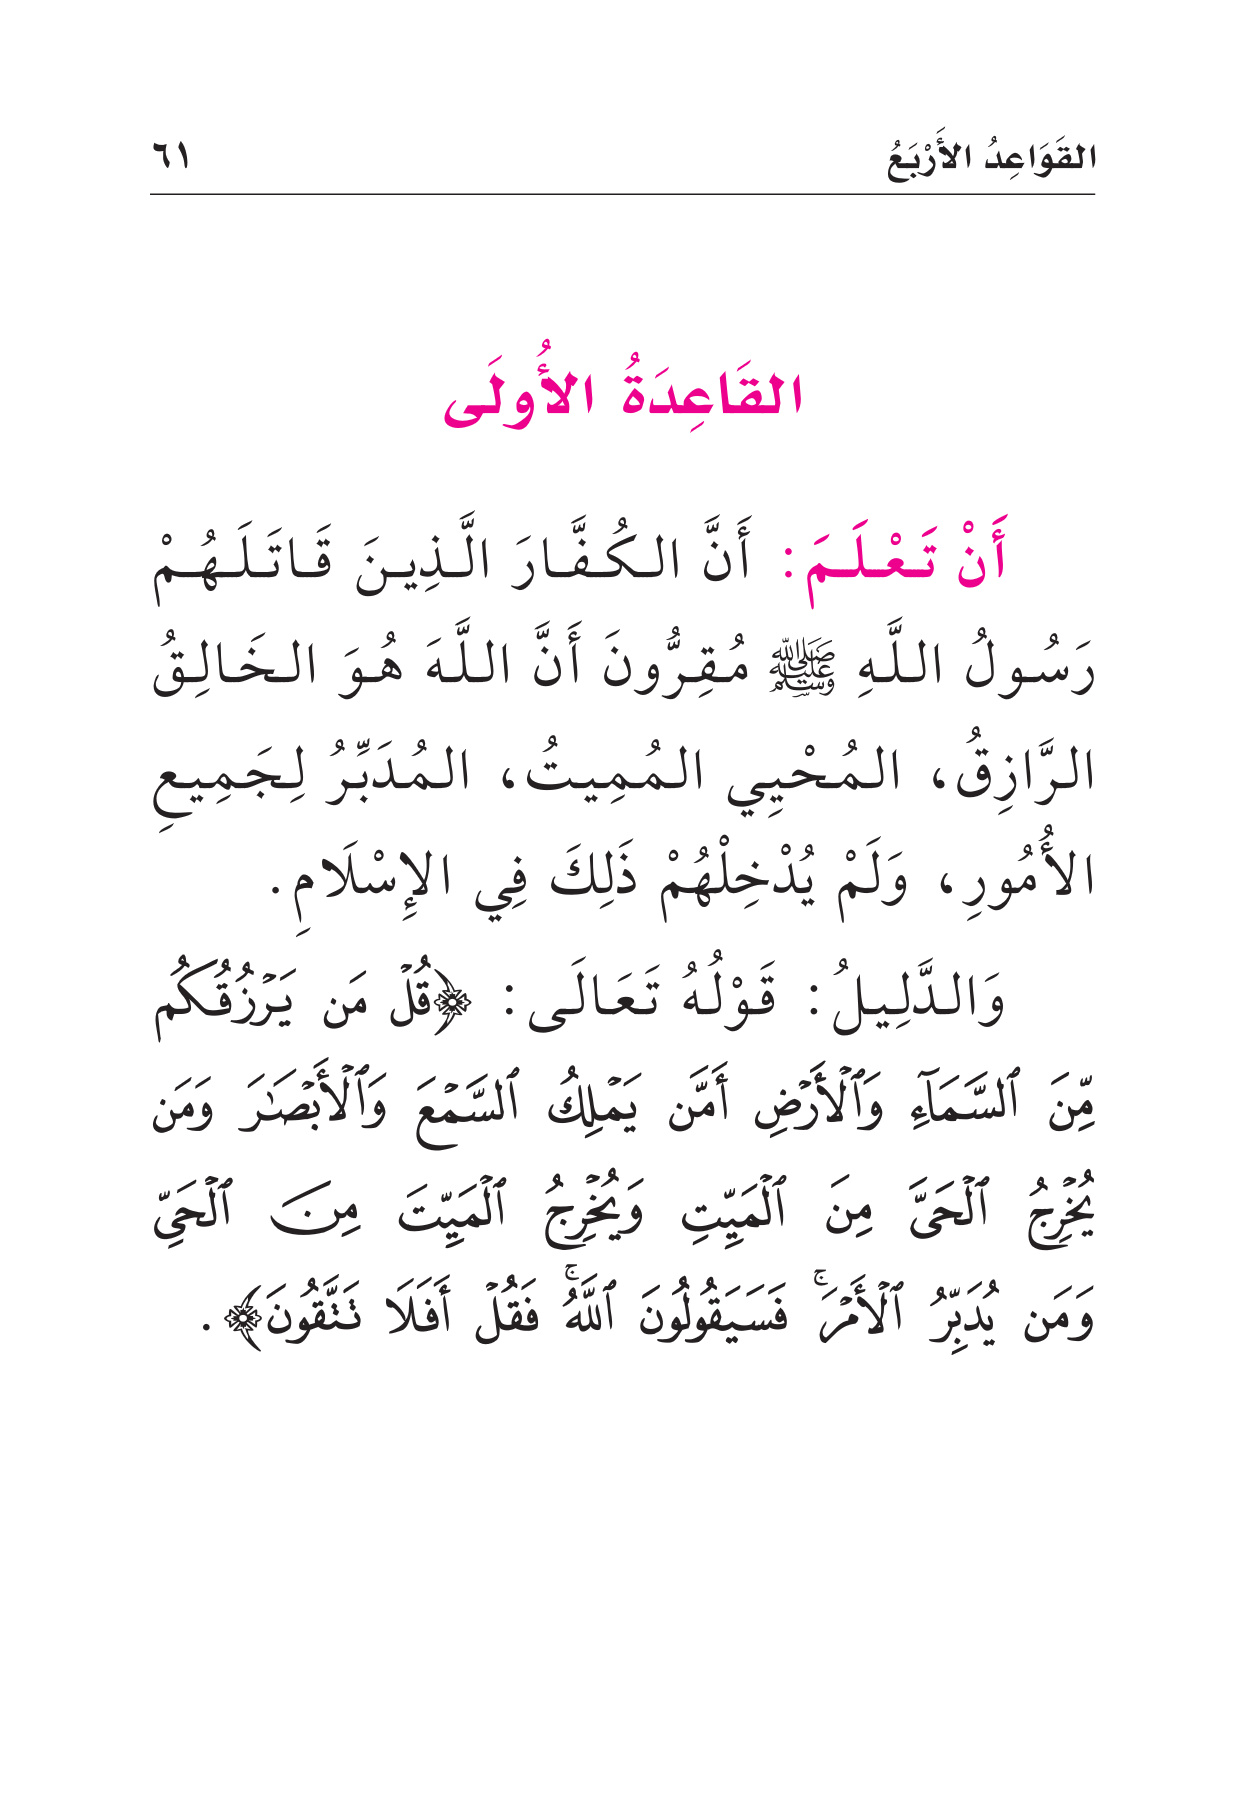 القَوَاعِدُ الأَرْبَعُ ٦١
القَاعِدَةُ الأُولَى
أَنْ تَعْلَمَ: أَنَّ الكُفَّارَ الَّذِينَ قَاتَلَهُمْ
رَسُولُ اللَّهِ ﷺ مُقِرُّونَ أَنَّ اللَّهَ هُوَ الخَالِقُ
الرَّازِقُ، المُحْيِي المُمِيتُ، المُدَبِّرُ لِجَمِيعِ
الأُمُورِ، وَلَمْ يُدْخِلْهُمْ ذَلِكَ فِي الإِسْلَامِ.
وَالدَّلِيلُ: قَوْلُهُ تَعَالَى: ﴿قُلۡ مَن يَرۡزُقُكُم
مِّنَ ٱلسَّمَآءِ وَٱلۡأَرۡضِ أَمَّن يَمۡلِكُ ٱلسَّمۡعَ وَٱلۡأَبۡصَٰرَ وَمَن
يُخۡرِجُ ٱلۡحَيَّ مِنَ ٱلۡمَيِّتِ وَيُخۡرِجُ ٱلۡمَيِّتَ مِنَ ٱلۡحَيِّ
وَمَن يُدَبِّرُ ٱلۡأَمۡرَۚ فَسَيَقُولُونَ ٱللَّهُۚ فَقُلۡ أَفَلَا تَتَّقُونَ﴾.